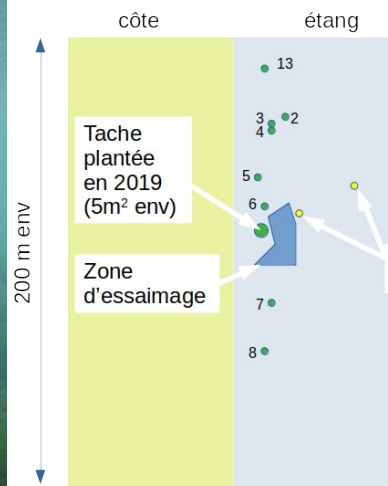 côte
étang
13
3
2
4
Tache
plantée
en 2019
(5m² env)
5
6
200 m env
Zone
d'essaimage
7
8